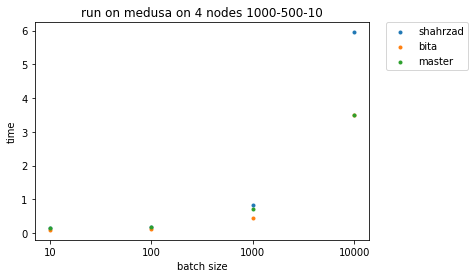 run on medusa on 4 nodes 1000-500-10
shahrzad
bita
master
6
5
4
3
2
1
0
time
10
100
1000
10000
batch size